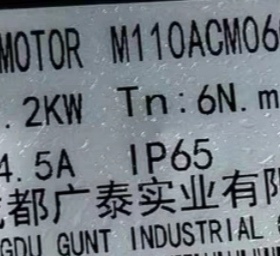 MOTOR M110ACM06
.2KW Tn:6N.m
4.5A IP65
都广泰实业有限
GDU GUNT INDUSTRIAL